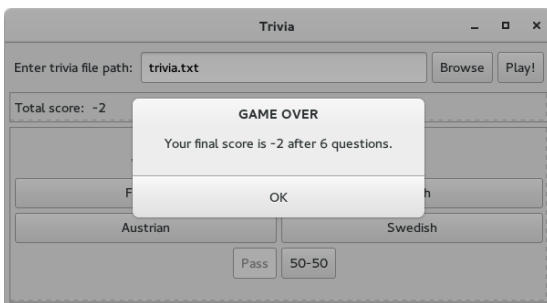 Trivia
Enter trivia file path: trivia.txt Browse Play!
Total score: -2
GAME OVER
Your final score is -2 after 6 questions.
OK
Austrian Swedish
Pass 50-50